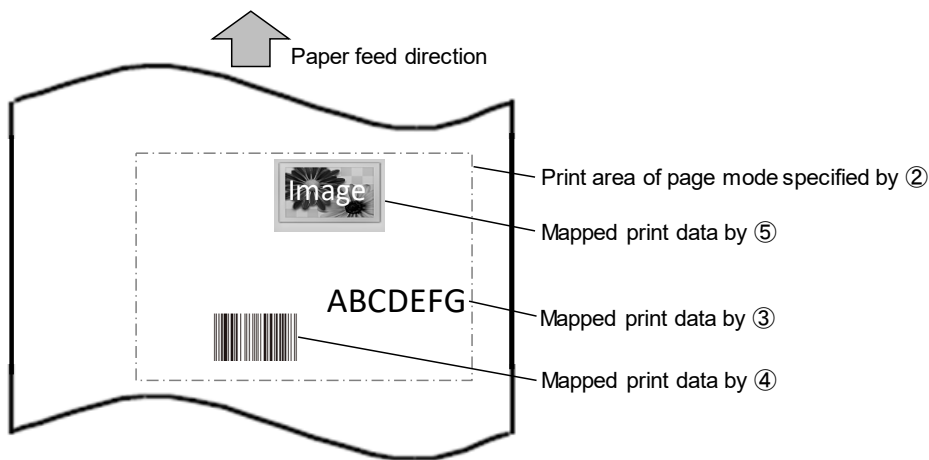 Paper feed direction
Image
Print area of page mode specified by ②
Mapped print data by ⑤
ABCDEFG
Mapped print data by ③
Mapped print data by ④